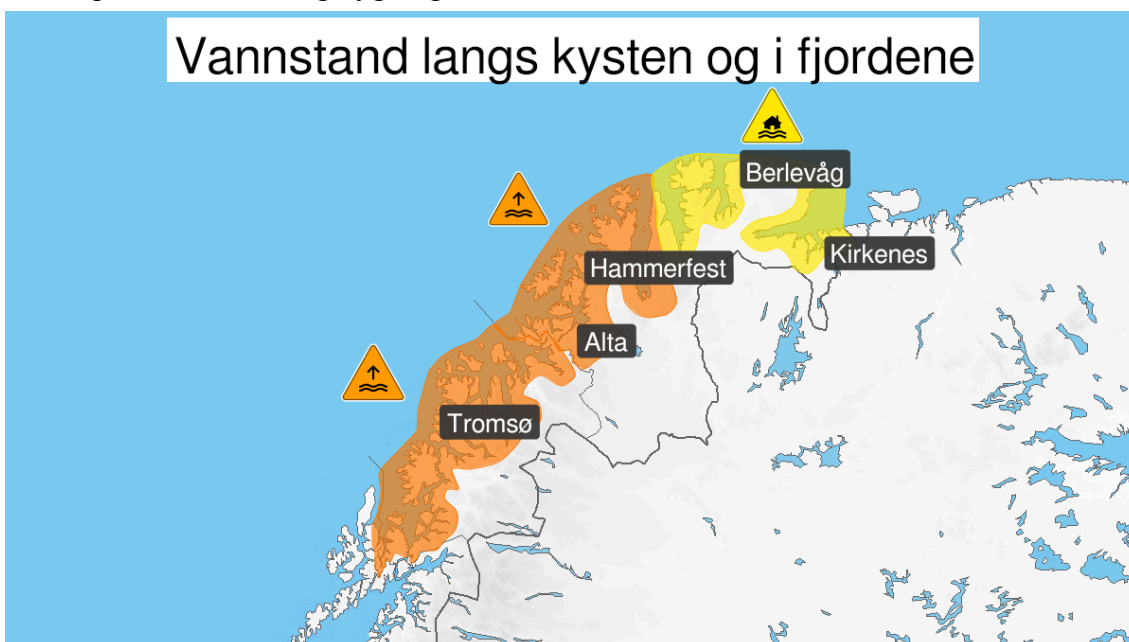 Vannstand langs kysten og i fjordene
Berlevåg
Kirkenes
Hammerfest
Alta
Tromsø